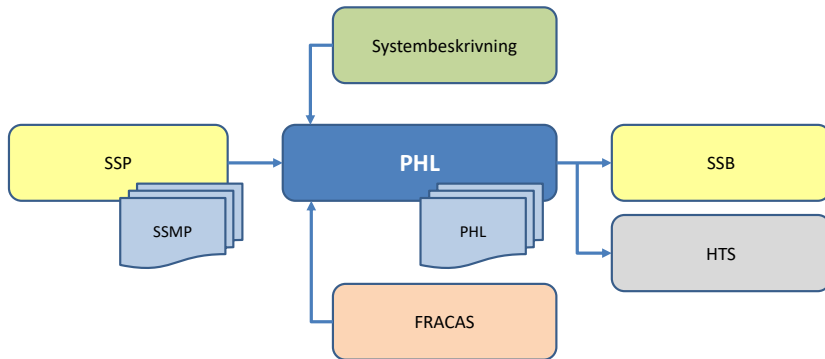 Systembeskrivning
SSP
PHL
SSB
SSMP
PHL
HTS
FRACAS